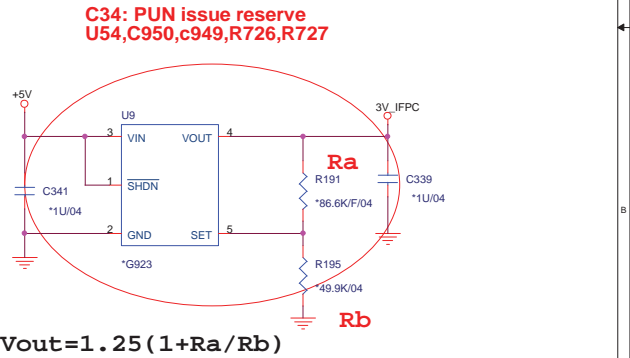 C34: PUN issue reserve
U54,C950,c949,R726,R727
+5V
3V_IFPC
U9
3 VIN VOUT 4
Ra
R191
C339
1 SHDN
C341
*86.6K/F/04
*1U/04
*1U/04
B
2 GND SET 5
*G923
R195
*49.9K/04
Rb
Vout=1.25(1+Ra/Rb)